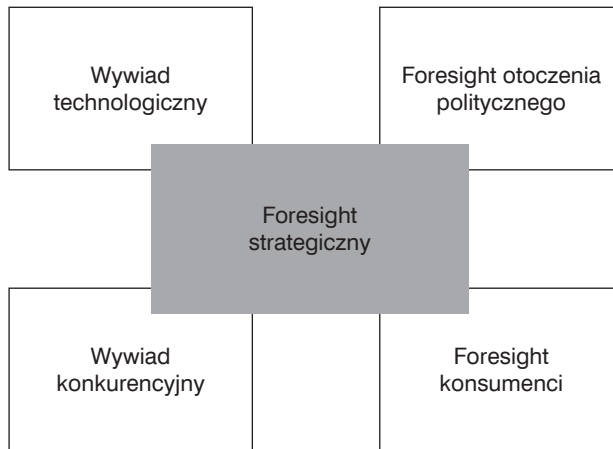 Wywiad
technologiczny
Foresight otoczenia
politycznego
Foresight
strategiczny
Wywiad
konkurencyjny
Foresight
konsumenci